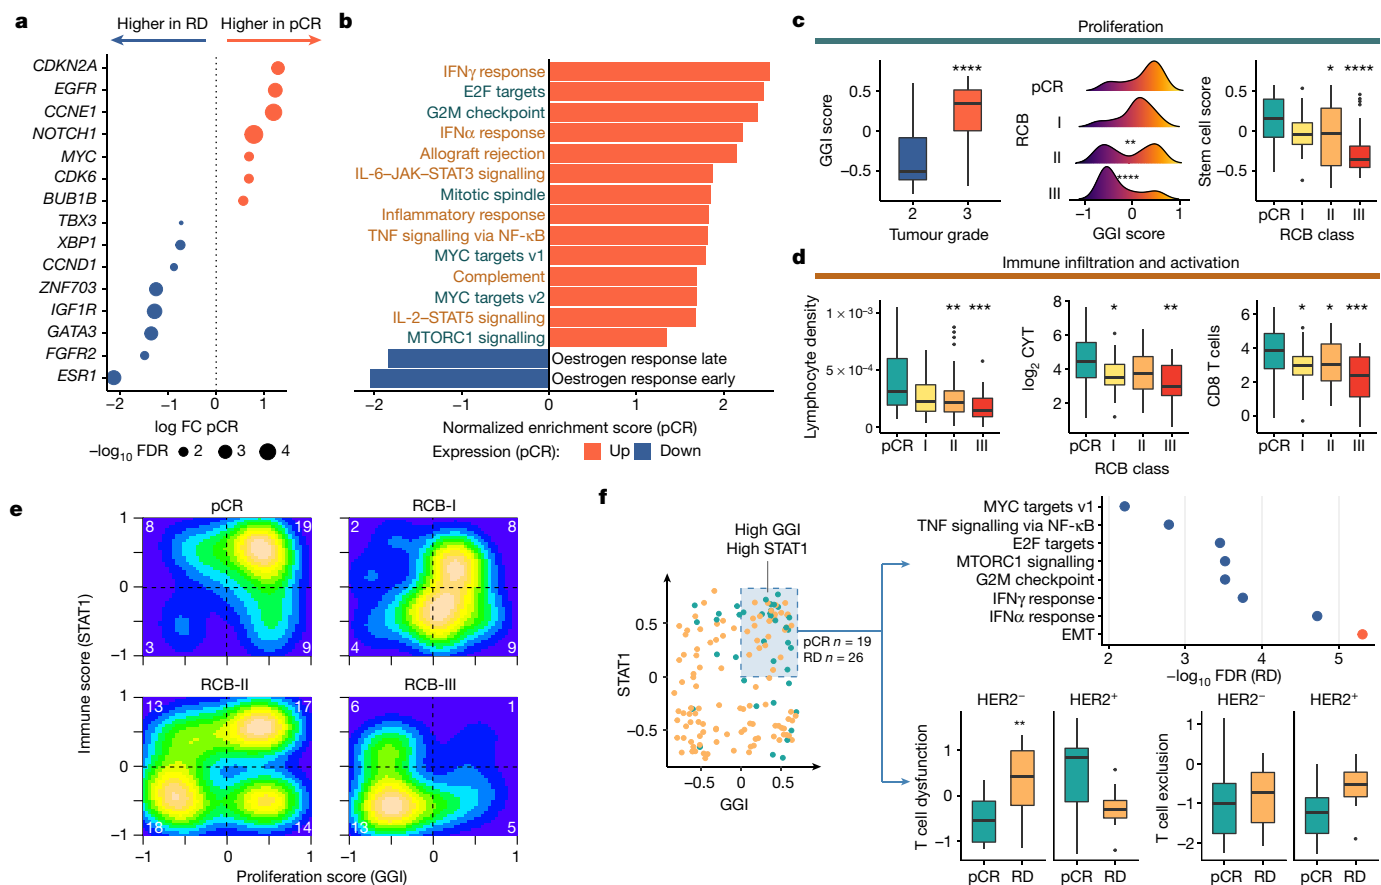 a
Higher in RD
Higher in pCR
CDKN2A
EGFR
CCNE1
NOTCH1
MYC
CDK6
BUB1B
TBX3
XBP1
CCND1
ZNF703
IGF1R
GATA3
FGFR2
ESR1
−2 −1 0 1
log FC pCR
−log10 FDR 2 3 4
b
IFNγ response
E2F targets
G2M checkpoint
IFNα response
Allograft rejection
IL-6–JAK–STAT3 signalling
Mitotic spindle
Inflammatory response
TNF signalling via NF-κB
MYC targets v1
Complement
MYC targets v2
IL-2–STAT5 signalling
MTORC1 signalling
Oestrogen response late
Oestrogen response early
−2 −1 0 1 2
Normalized enrichment score (pCR)
Expression (pCR): Up Down
c
Proliferation
GGI score
0.5
0
−0.5
****
2 3
Tumour grade
RCB
pCR
I
II
III
**
****
−1 0 1
GGI score
Stem cell score
0.5
0
−0.5
* ****
pCR I II III
RCB class
d
Immune infiltration and activation
Lymphocyte density
1 × 10−3
5 × 10−4
0
** ***
pCR I II III
log2 CYT
8
6
4
2
* **
pCR I II III
RCB class
CD8 T cells
6
4
2
0
* * ***
pCR I II III
e
Immune score (STAT1)
pCR
1
0
−1
8 19
3 9
RCB-I
2 8
4 9
RCB-II
1
0
−1
13 17
18 14
−1 0 1
RCB-III
6 1
13 5
−1 0 1
Proliferation score (GGI)
f
High GGI
High STAT1
STAT1
0.5
0
−0.5
−0.5 0 0.5
GGI
pCR n = 19
RD n = 26
MYC targets v1
TNF signalling via NF-κB
E2F targets
MTORC1 signalling
G2M checkpoint
IFNγ response
IFNα response
EMT
2 3 4 5
−log10 FDR (RD)
T cell dysfunction
HER2− HER2+
1
0
−1
**
pCR RD pCR RD
T cell exclusion
HER2− HER2+
1
0
−1
−2
pCR RD pCR RD